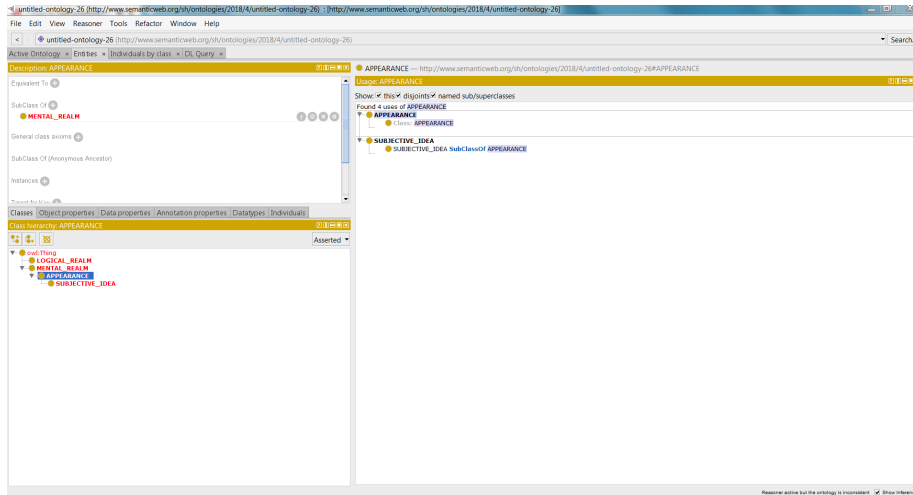 untitled-ontology-26 (http://www.semanticweb.org/sh/ontologies/2018/4/untitled-ontology-26) : [http://www.semanticweb.org/sh/ontologies/2018/4/untitled-ontology-26]
File Edit View Reasoner Tools Refactor Window Help
< > untitled-ontology-26 (http://www.semanticweb.org/sh/ontologies/2018/4/untitled-ontology-26) Search
Active Ontology × Entities × Individuals by class × DL Query ×
Description: APPEARANCE
Equivalent To
SubClass Of
MENTAL_REALM
General class axioms
SubClass Of (Anonymous Ancestor)
Instances
Target for Key
Classes Object properties Data properties Annotation properties Datatypes Individuals
Class hierarchy: APPEARANCE
Asserted
owl:Thing
LOGICAL_REALM
MENTAL_REALM
APPEARANCE
SUBJECTIVE_IDEA
APPEARANCE — http://www.semanticweb.org/sh/ontologies/2018/4/untitled-ontology-26#APPEARANCE
Usage: APPEARANCE
Show: this disjoints named sub/superclasses
Found 4 uses of APPEARANCE
APPEARANCE
Class: APPEARANCE
SUBJECTIVE_IDEA
SUBJECTIVE_IDEA SubClassOf APPEARANCE
Reasoner active but the ontology is inconsistent Show Inferen